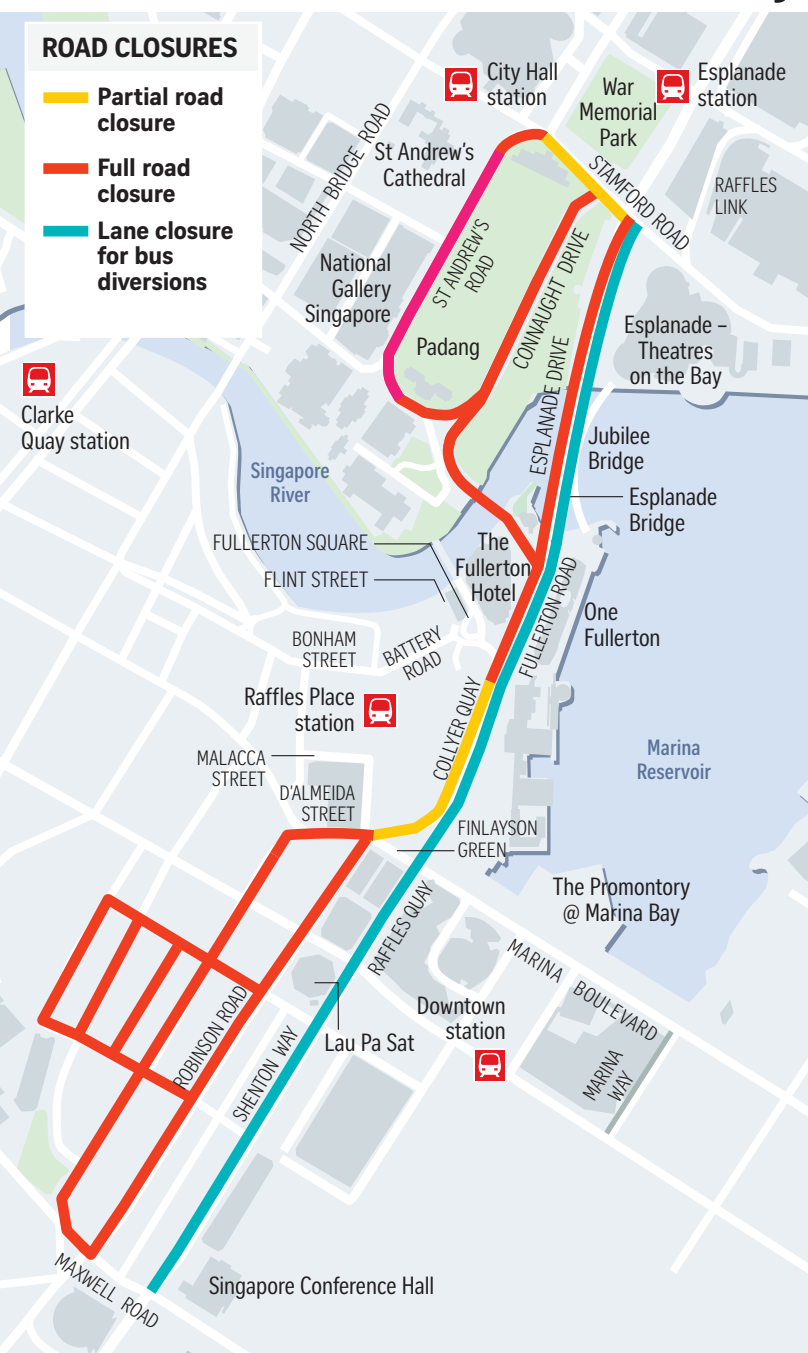 ROAD CLOSURES
Partial road
closure
Full road
closure
Lane closure
for bus
diversions
City Hall
station
War
Memorial
Park
Esplanade
station
NORTH BRIDGE ROAD
St Andrew's
Cathedral
STAMFORD ROAD
RAFFLES
LINK
ST ANDREW'S
ROAD
National
Gallery
Singapore
CONNAUGHT DRIVE
Padang
ESPLANADE DRIVE
Esplanade –
Theatres
on the Bay
Clarke
Quay station
Jubilee
Bridge
Singapore
River
Esplanade
Bridge
FULLERTON SQUARE
The
Fullerton
Hotel
FLINT STREET
FULLERTON ROAD
One
Fullerton
BONHAM
STREET
BATTERY
ROAD
Raffles Place
station
COLLYER QUAY
Marina
Reservoir
MALACCA
STREET
D'ALMEIDA
STREET
FINLAYSON
GREEN
The Promontory
@ Marina Bay
RAFFLES QUAY
MARINA BOULEVARD
Downtown
station
ROBINSON ROAD
Lau Pa Sat
SHENTON WAY
MARINA
WAY
MAXWELL ROAD
Singapore Conference Hall